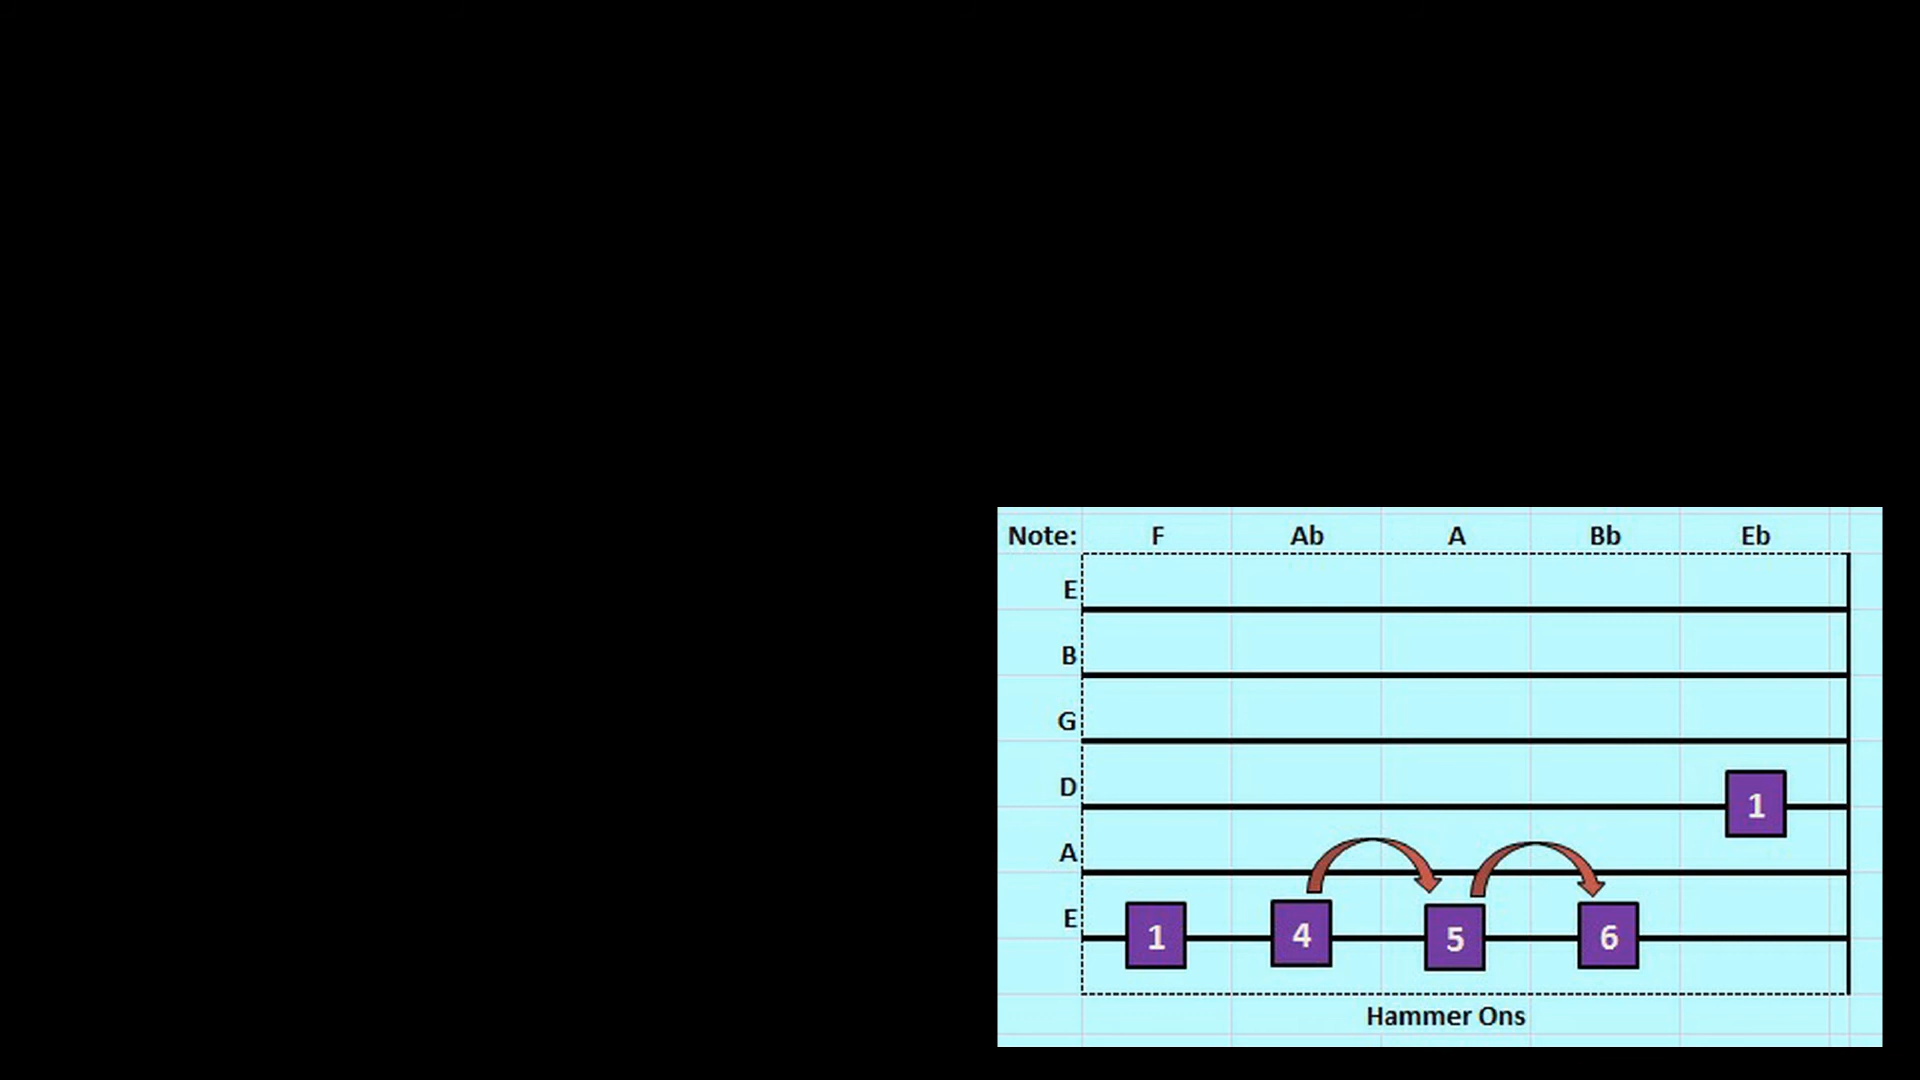 Note: F Ab A Bb Eb
E
B
G
D 1
A
E 1 4 5 6
Hammer Ons